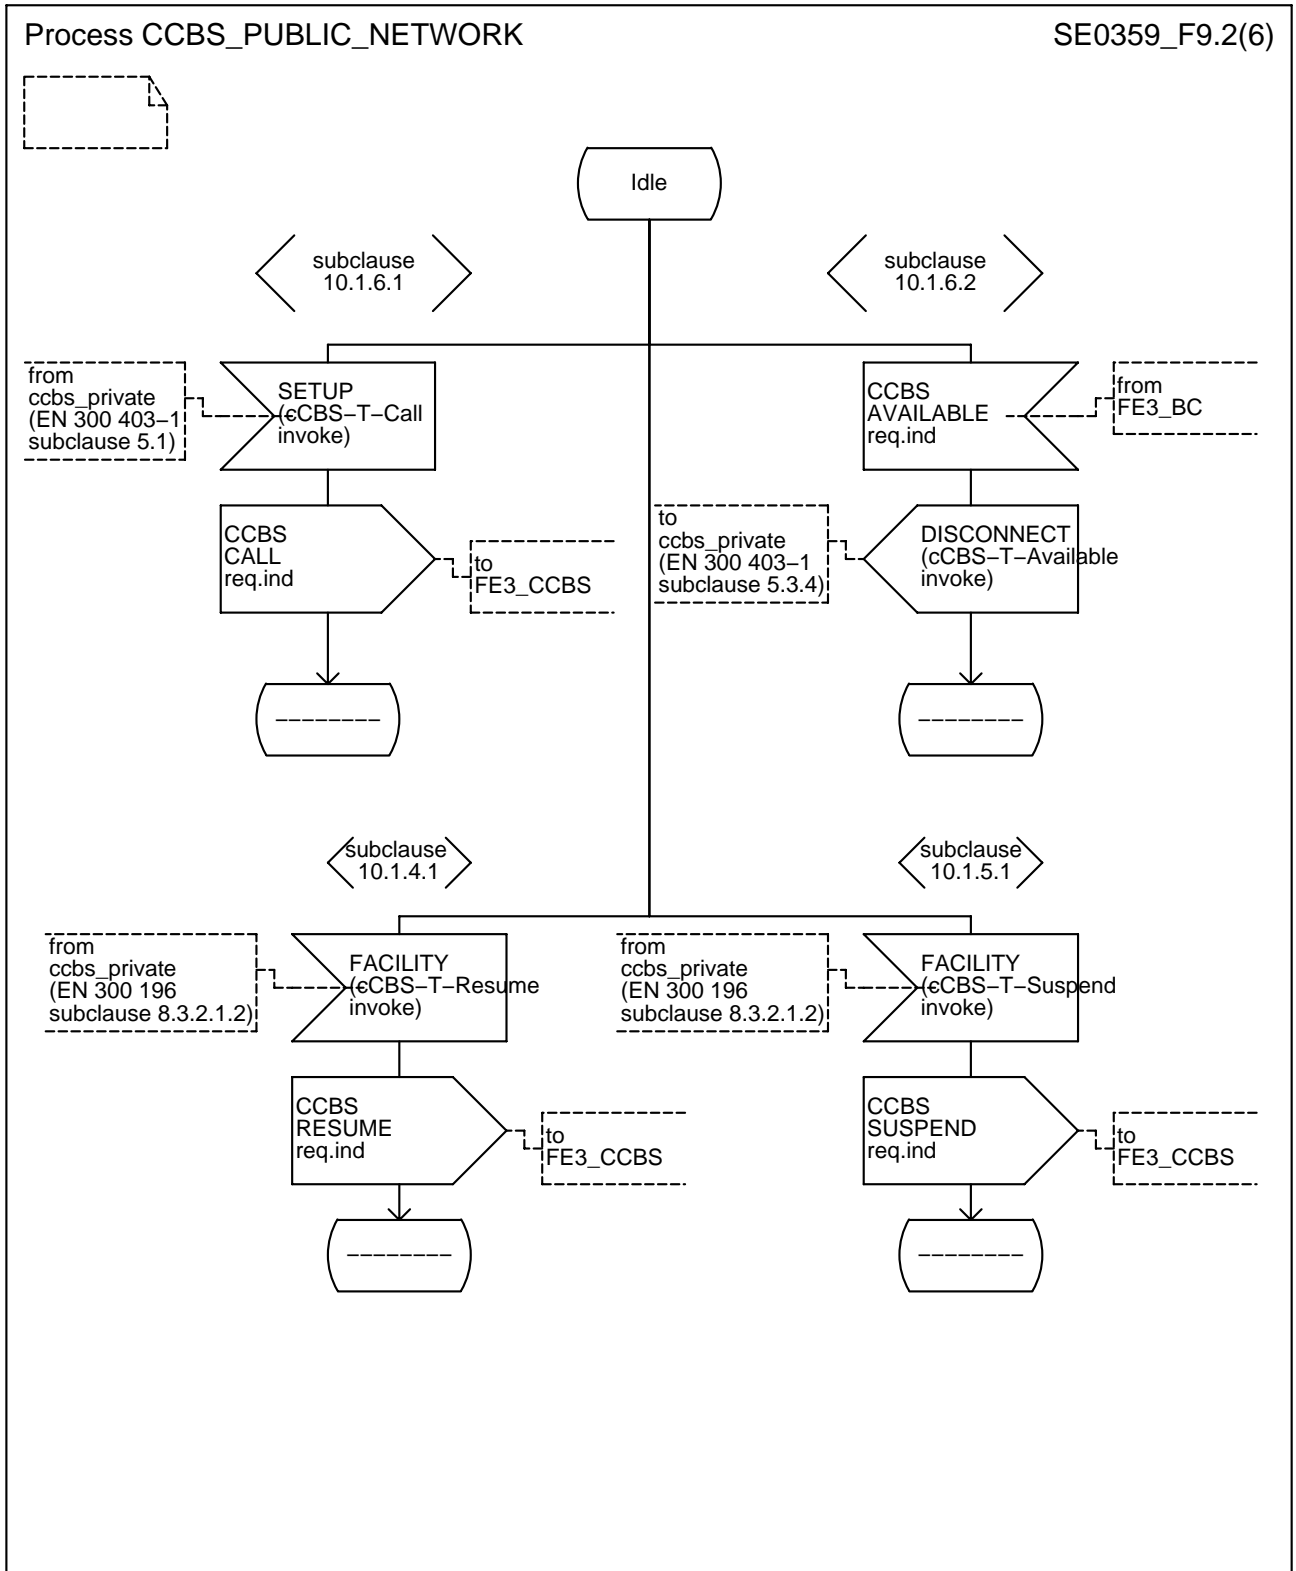 Process CCBS_PUBLIC_NETWORK
SE0359_F9.2(6)
Idle
subclause
10.1.6.1
subclause
10.1.6.2
from
ccbs_private
(EN 300 403–1
subclause 5.1)
SETUP
(cCBS–T–Call
invoke)
CCBS
AVAILABLE
req.ind
from
FE3_BC
CCBS
CALL
req.ind
to
FE3_CCBS
to
ccbs_private
(EN 300 403–1
subclause 5.3.4)
DISCONNECT
(cCBS–T–Available
invoke)
––––––––
––––––––
subclause
10.1.4.1
subclause
10.1.5.1
from
ccbs_private
(EN 300 196
subclause 8.3.2.1.2)
FACILITY
(cCBS–T–Resume
invoke)
from
ccbs_private
(EN 300 196
subclause 8.3.2.1.2)
FACILITY
(cCBS–T–Suspend
invoke)
CCBS
RESUME
req.ind
to
FE3_CCBS
CCBS
SUSPEND
req.ind
to
FE3_CCBS
––––––––
––––––––